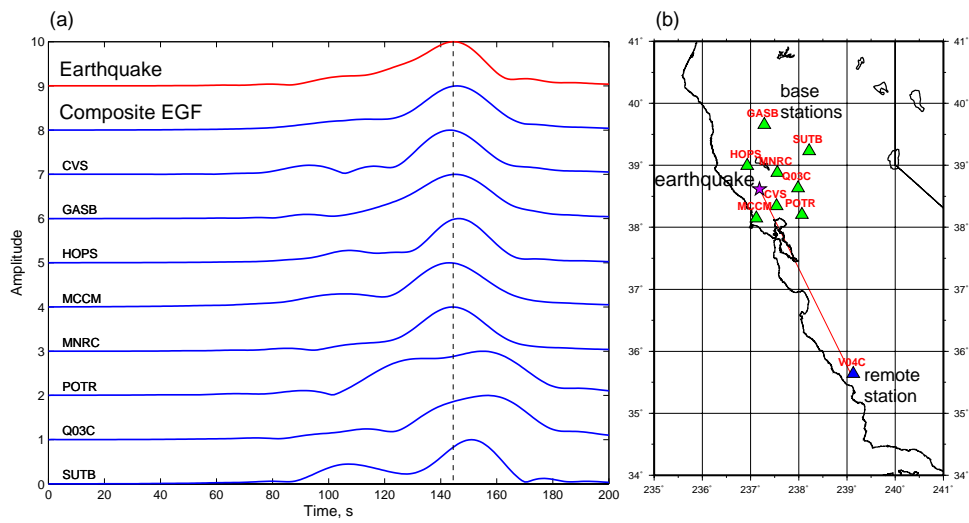 (a)
Earthquake
Composite EGF
CVS
GASB
HOPS
MCCM
MNRC
POTR
Q03C
SUTB
10
9
8
7
6
5
4
3
2
1
0
Amplitude
0 20 40 60 80 100 120 140 160 180 200
Time, s
(b)
41˚ 41˚
40˚ 40˚
39˚ 39˚
38˚ 38˚
37˚ 37˚
36˚ 36˚
35˚ 35˚
34˚ 34˚
235˚ 236˚ 237˚ 238˚ 239˚ 240˚ 241˚
base
stations
GASB
SUTB
HOPS
MNRC
Q03C
earthquake
CVS
MCCM
POTR
V04C
remote
station